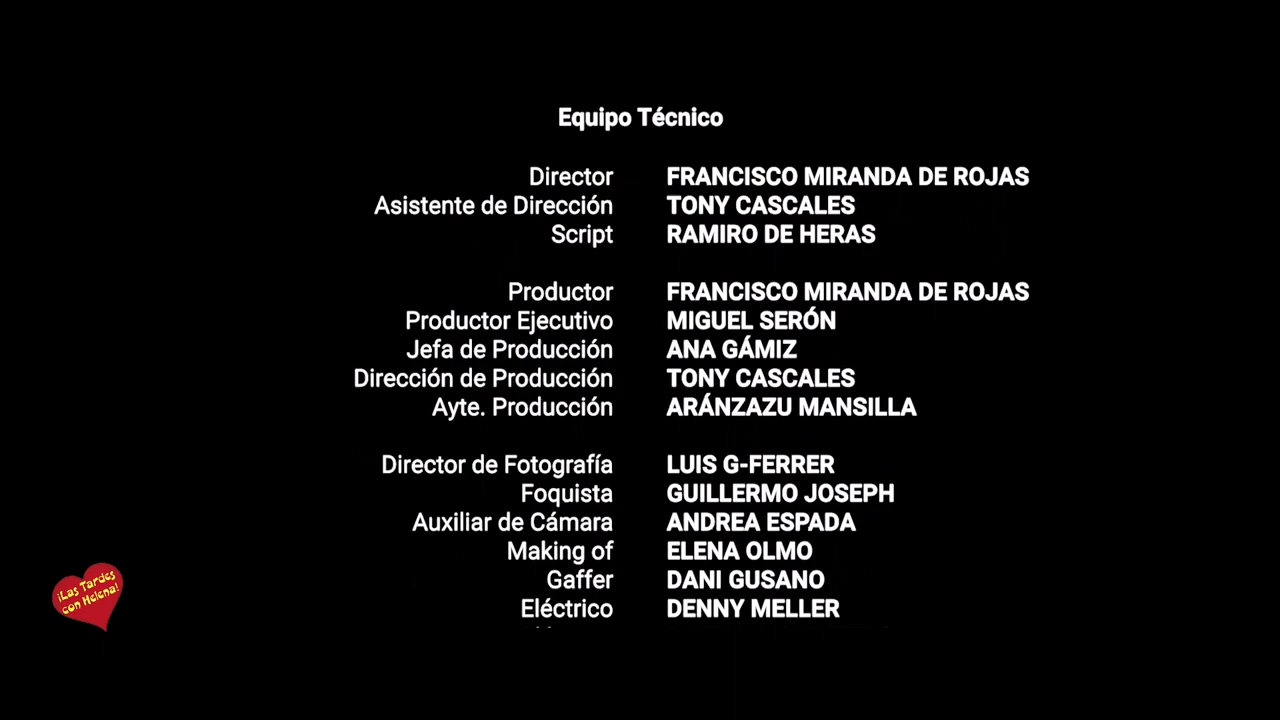 Equipo Técnico
Director FRANCISCO MIRANDA DE ROJAS
Asistente de Dirección TONY CASCALES
Script RAMIRO DE HERAS
Productor FRANCISCO MIRANDA DE ROJAS
Productor Ejecutivo MIGUEL SERÓN
Jefa de Producción ANA GÁMIZ
Dirección de Producción TONY CASCALES
Ayte. Producción ARÁNZAZU MANSILLA
Director de Fotografía LUIS G-FERRER
Foquista GUILLERMO JOSEPH
Auxiliar de Cámara ANDREA ESPADA
Making of ELENA OLMO
Gaffer DANI GUSANO
Eléctrico DENNY MELLER
¡Las Tardes
con Helena!